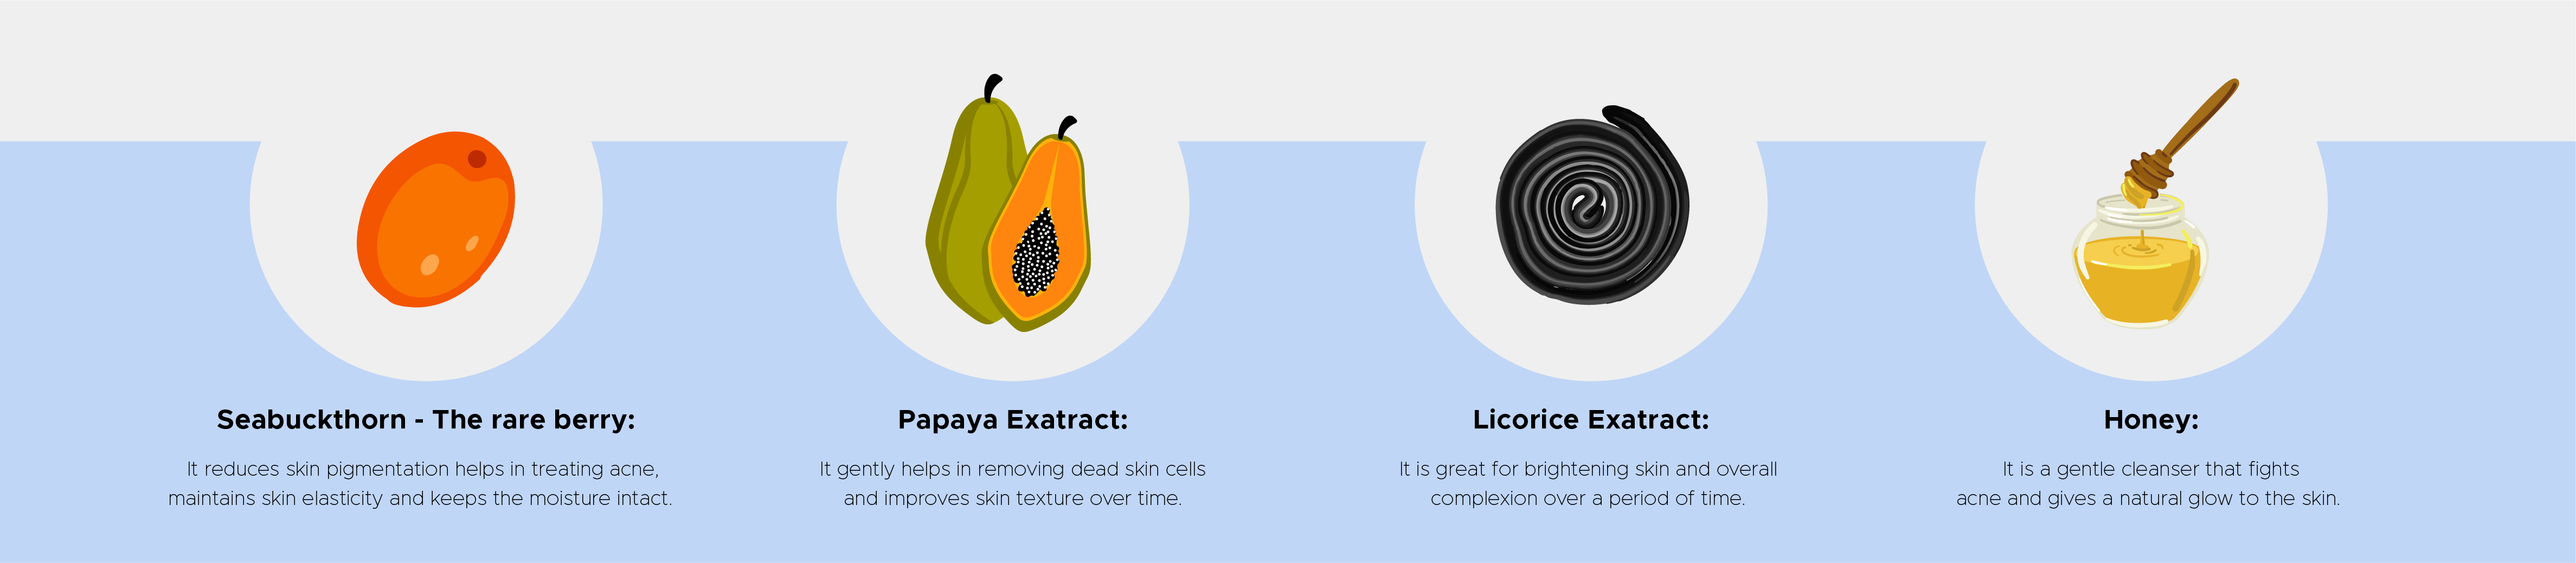 Seabuckthorn - The rare berry:
It reduces skin pigmentation helps in treating acne,
maintains skin elasticity and keeps the moisture intact.
Papaya Exatract:
It gently helps in removing dead skin cells
and improves skin texture over time.
Licorice Exatract:
It is great for brightening skin and overall
complexion over a period of time.
Honey:
It is a gentle cleanser that fights
acne and gives a natural glow to the skin.